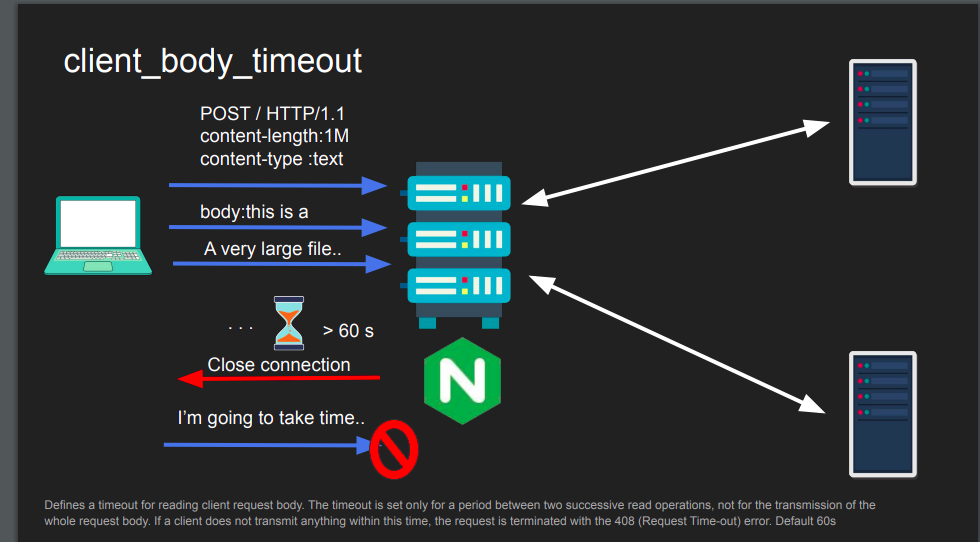 client_body_timeout
POST / HTTP/1.1
content-length:1M
content-type :text
body:this is a
A very large file..
. . .
> 60 s
Close connection
N
I'm going to take time..
Defines a timeout for reading client request body. The timeout is set only for a period between two successive read operations, not for the transmission of the
whole request body. If a client does not transmit anything within this time, the request is terminated with the 408 (Request Time-out) error. Default 60s